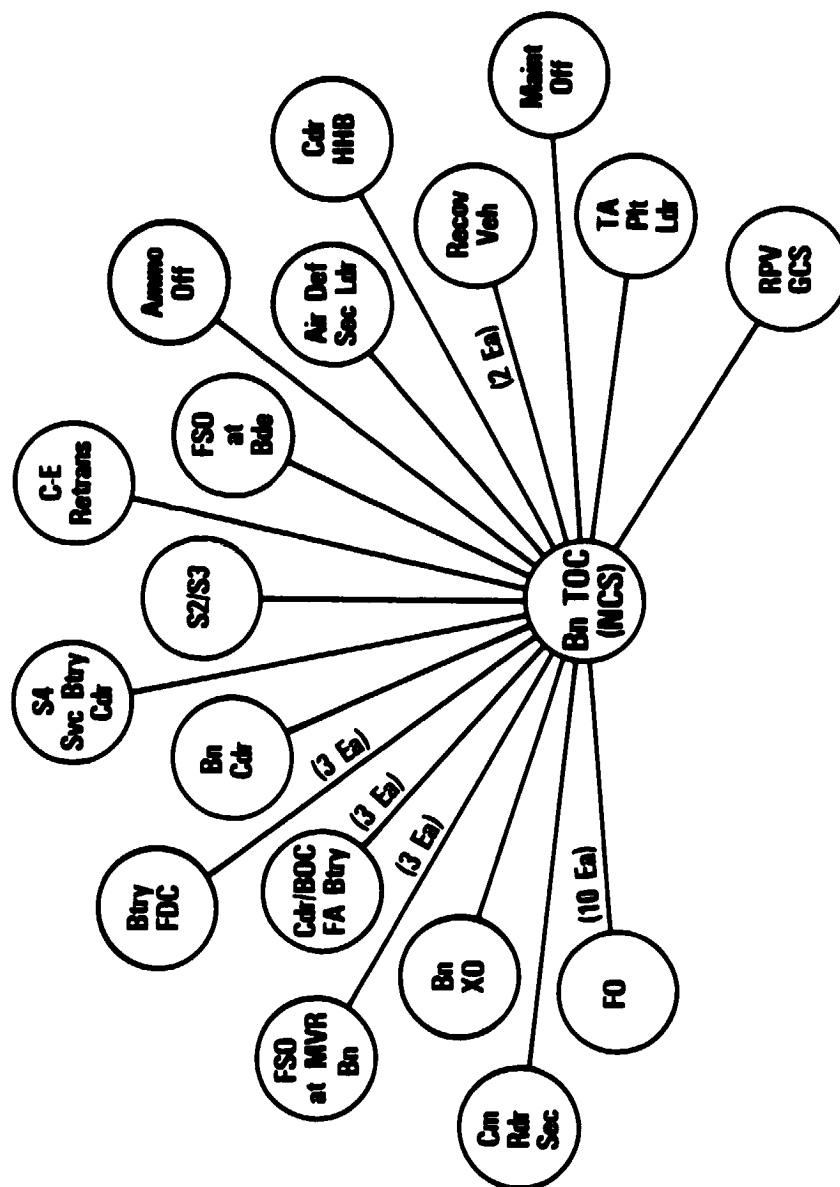 S4
Svc Btry
Cdr
C-E
Retrans
Btry
FDC
Ammo
Off
S2/S3
Bn
Cdr
FSO
at
Bde
FSO
at MVR
Bn
Cdr/BOC
FA Btry
Air Def
Sec Ldr
Cdr
HHB
(3 Ea)
(3 Ea)
(3 Ea)
Bn
XO
Recov
Veh
(2 Ea)
Cm
Rdr
Sec
Maint
Off
FO
(10 Ea)
TA
Plt
Ldr
Bn TOC
(NCS)
RPV
GCS